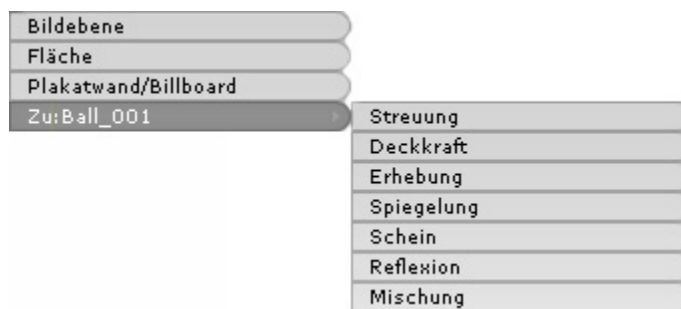 Bildebene
Fläche
Plakatwand/Billboard
Zu:Ball_001
Streuung
Deckkraft
Erhebung
Spiegelung
Schein
Reflexion
Mischung